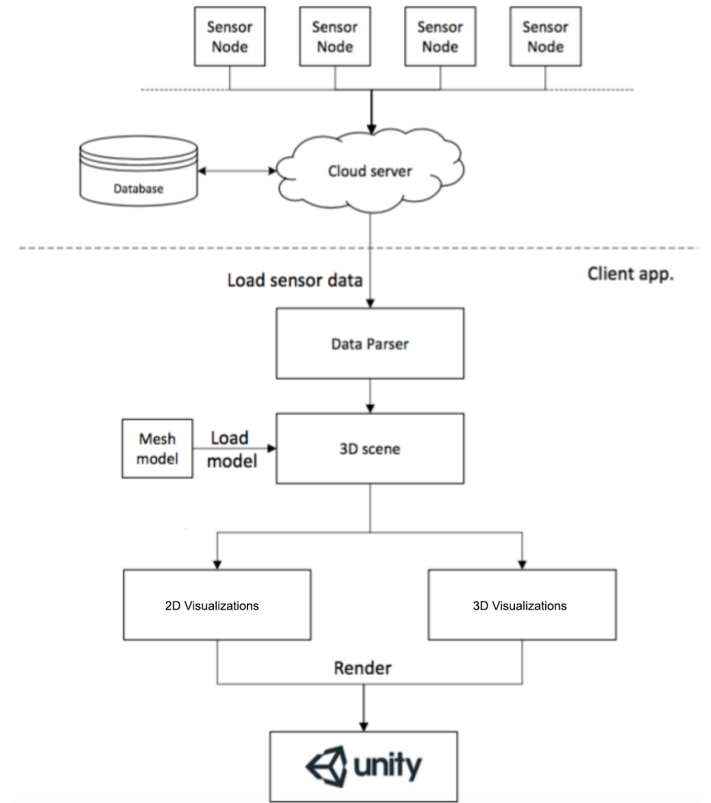 Sensor
Node
Sensor
Node
Sensor
Node
Sensor
Node
Cloud server
Database
Load sensor data
Client app.
Data Parser
Mesh
model
Load
model
3D scene
2D Visualizations
3D Visualizations
Render
unity